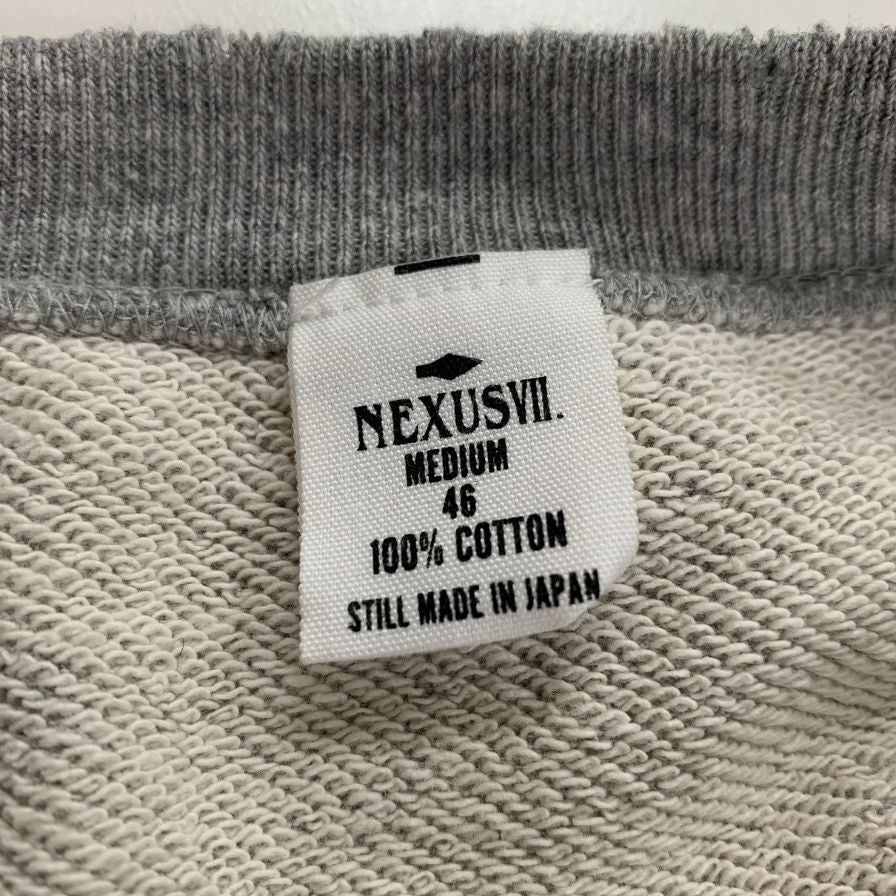 NEXUSVII.
MEDIUM
46
100% COTTON
STILL MADE IN JAPAN